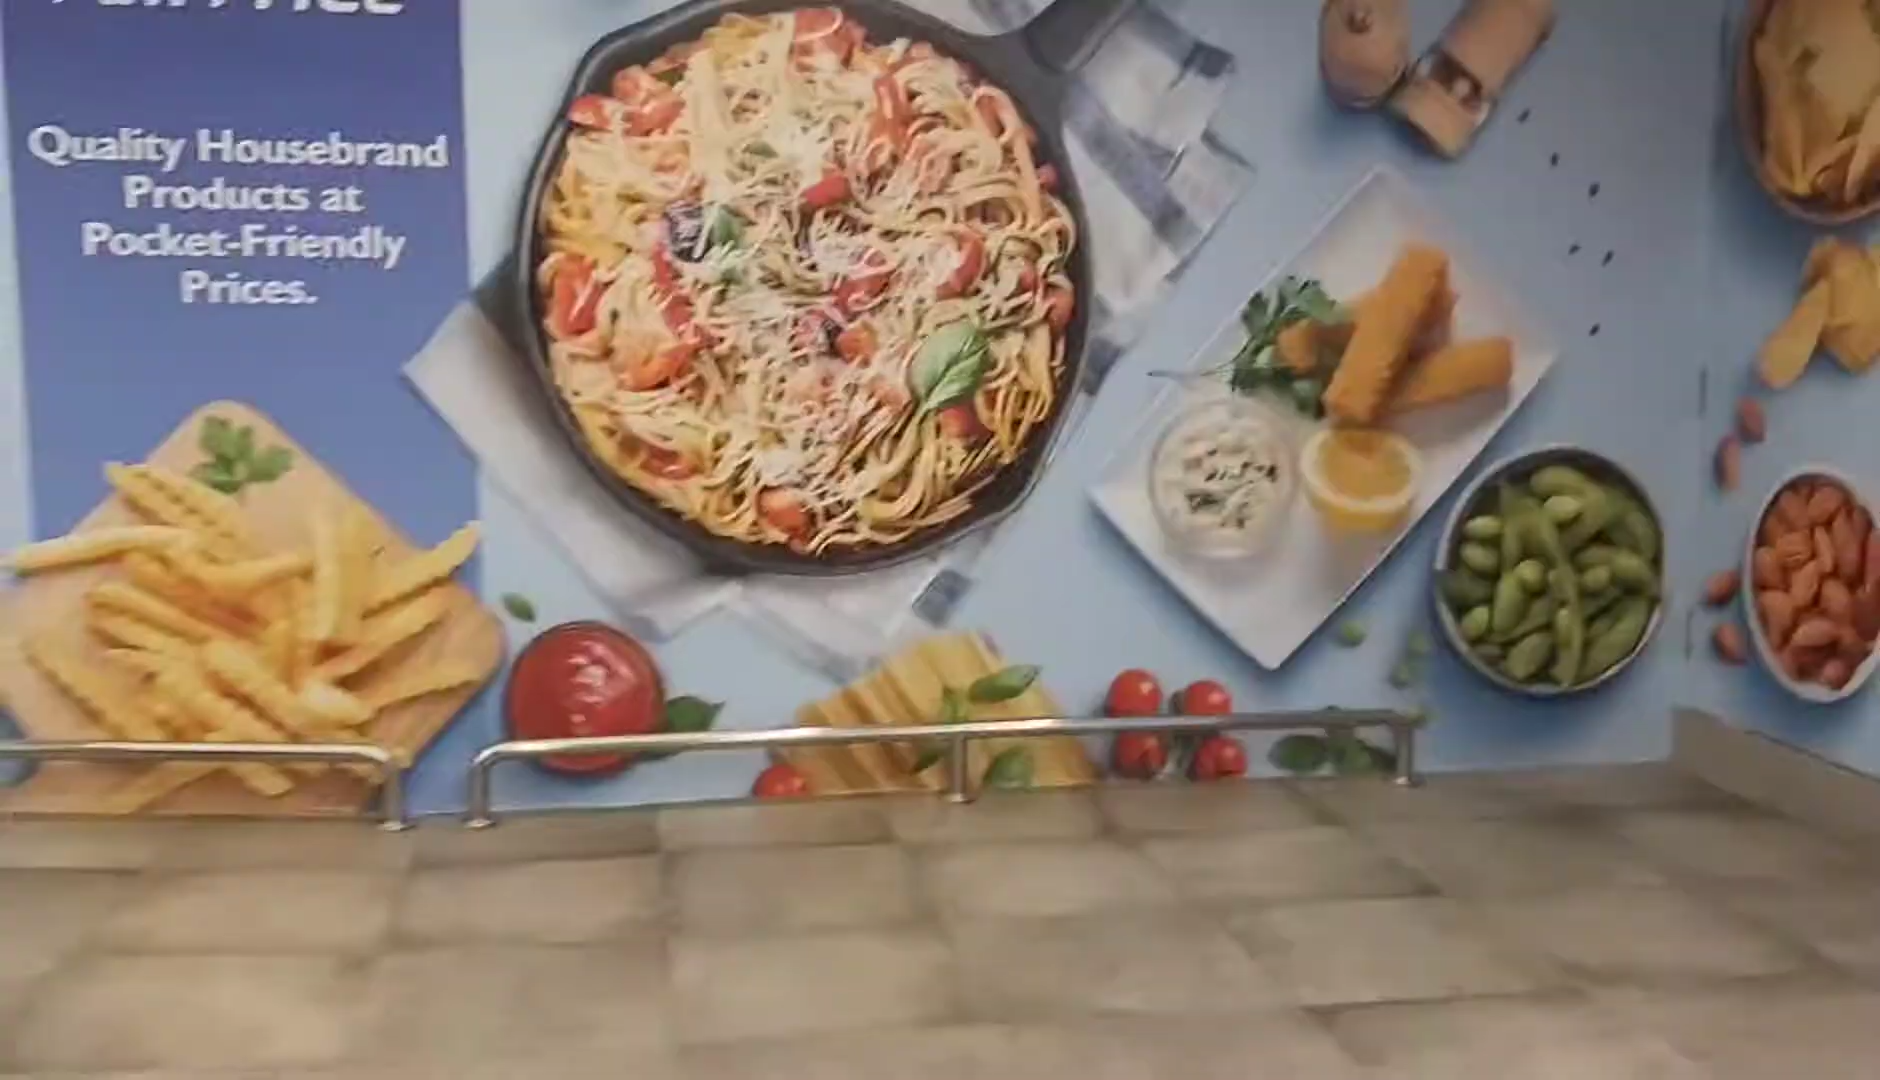 Quality Housebrand
Products at
Pocket-Friendly
Prices.